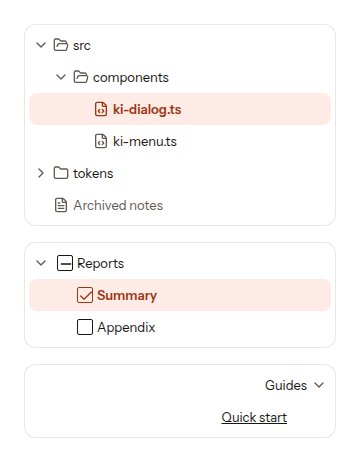 src
components
ki-dialog.ts
ki-menu.ts
tokens
Archived notes
Reports
Summary
Appendix
Guides
Quick start